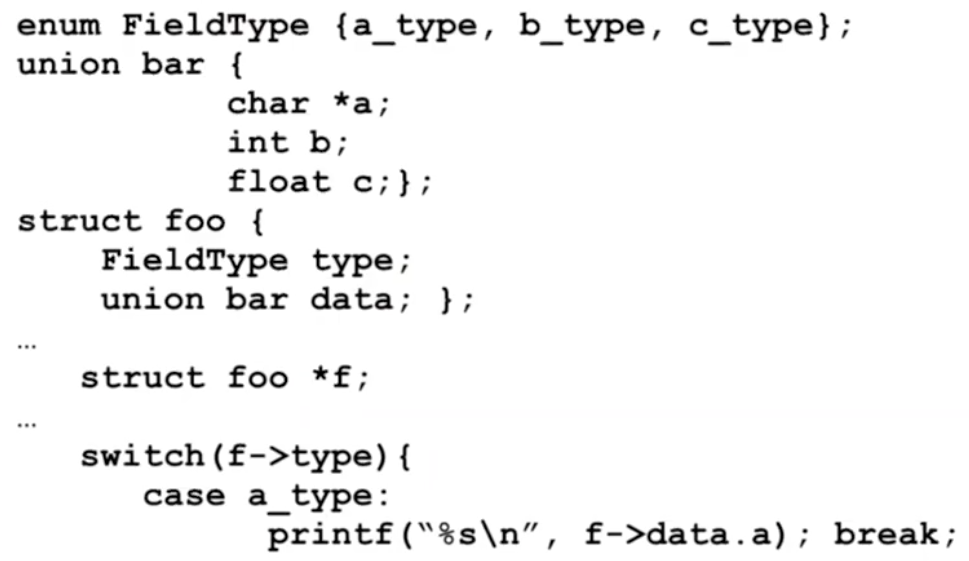 enum FieldType {a_type, b_type, c_type};
union bar {
char *a;
int b;
float c;};
struct foo {
FieldType type;
union bar data; };
…
struct foo *f;
…
switch(f->type){
case a_type:
printf(“%s\n”, f->data.a); break;